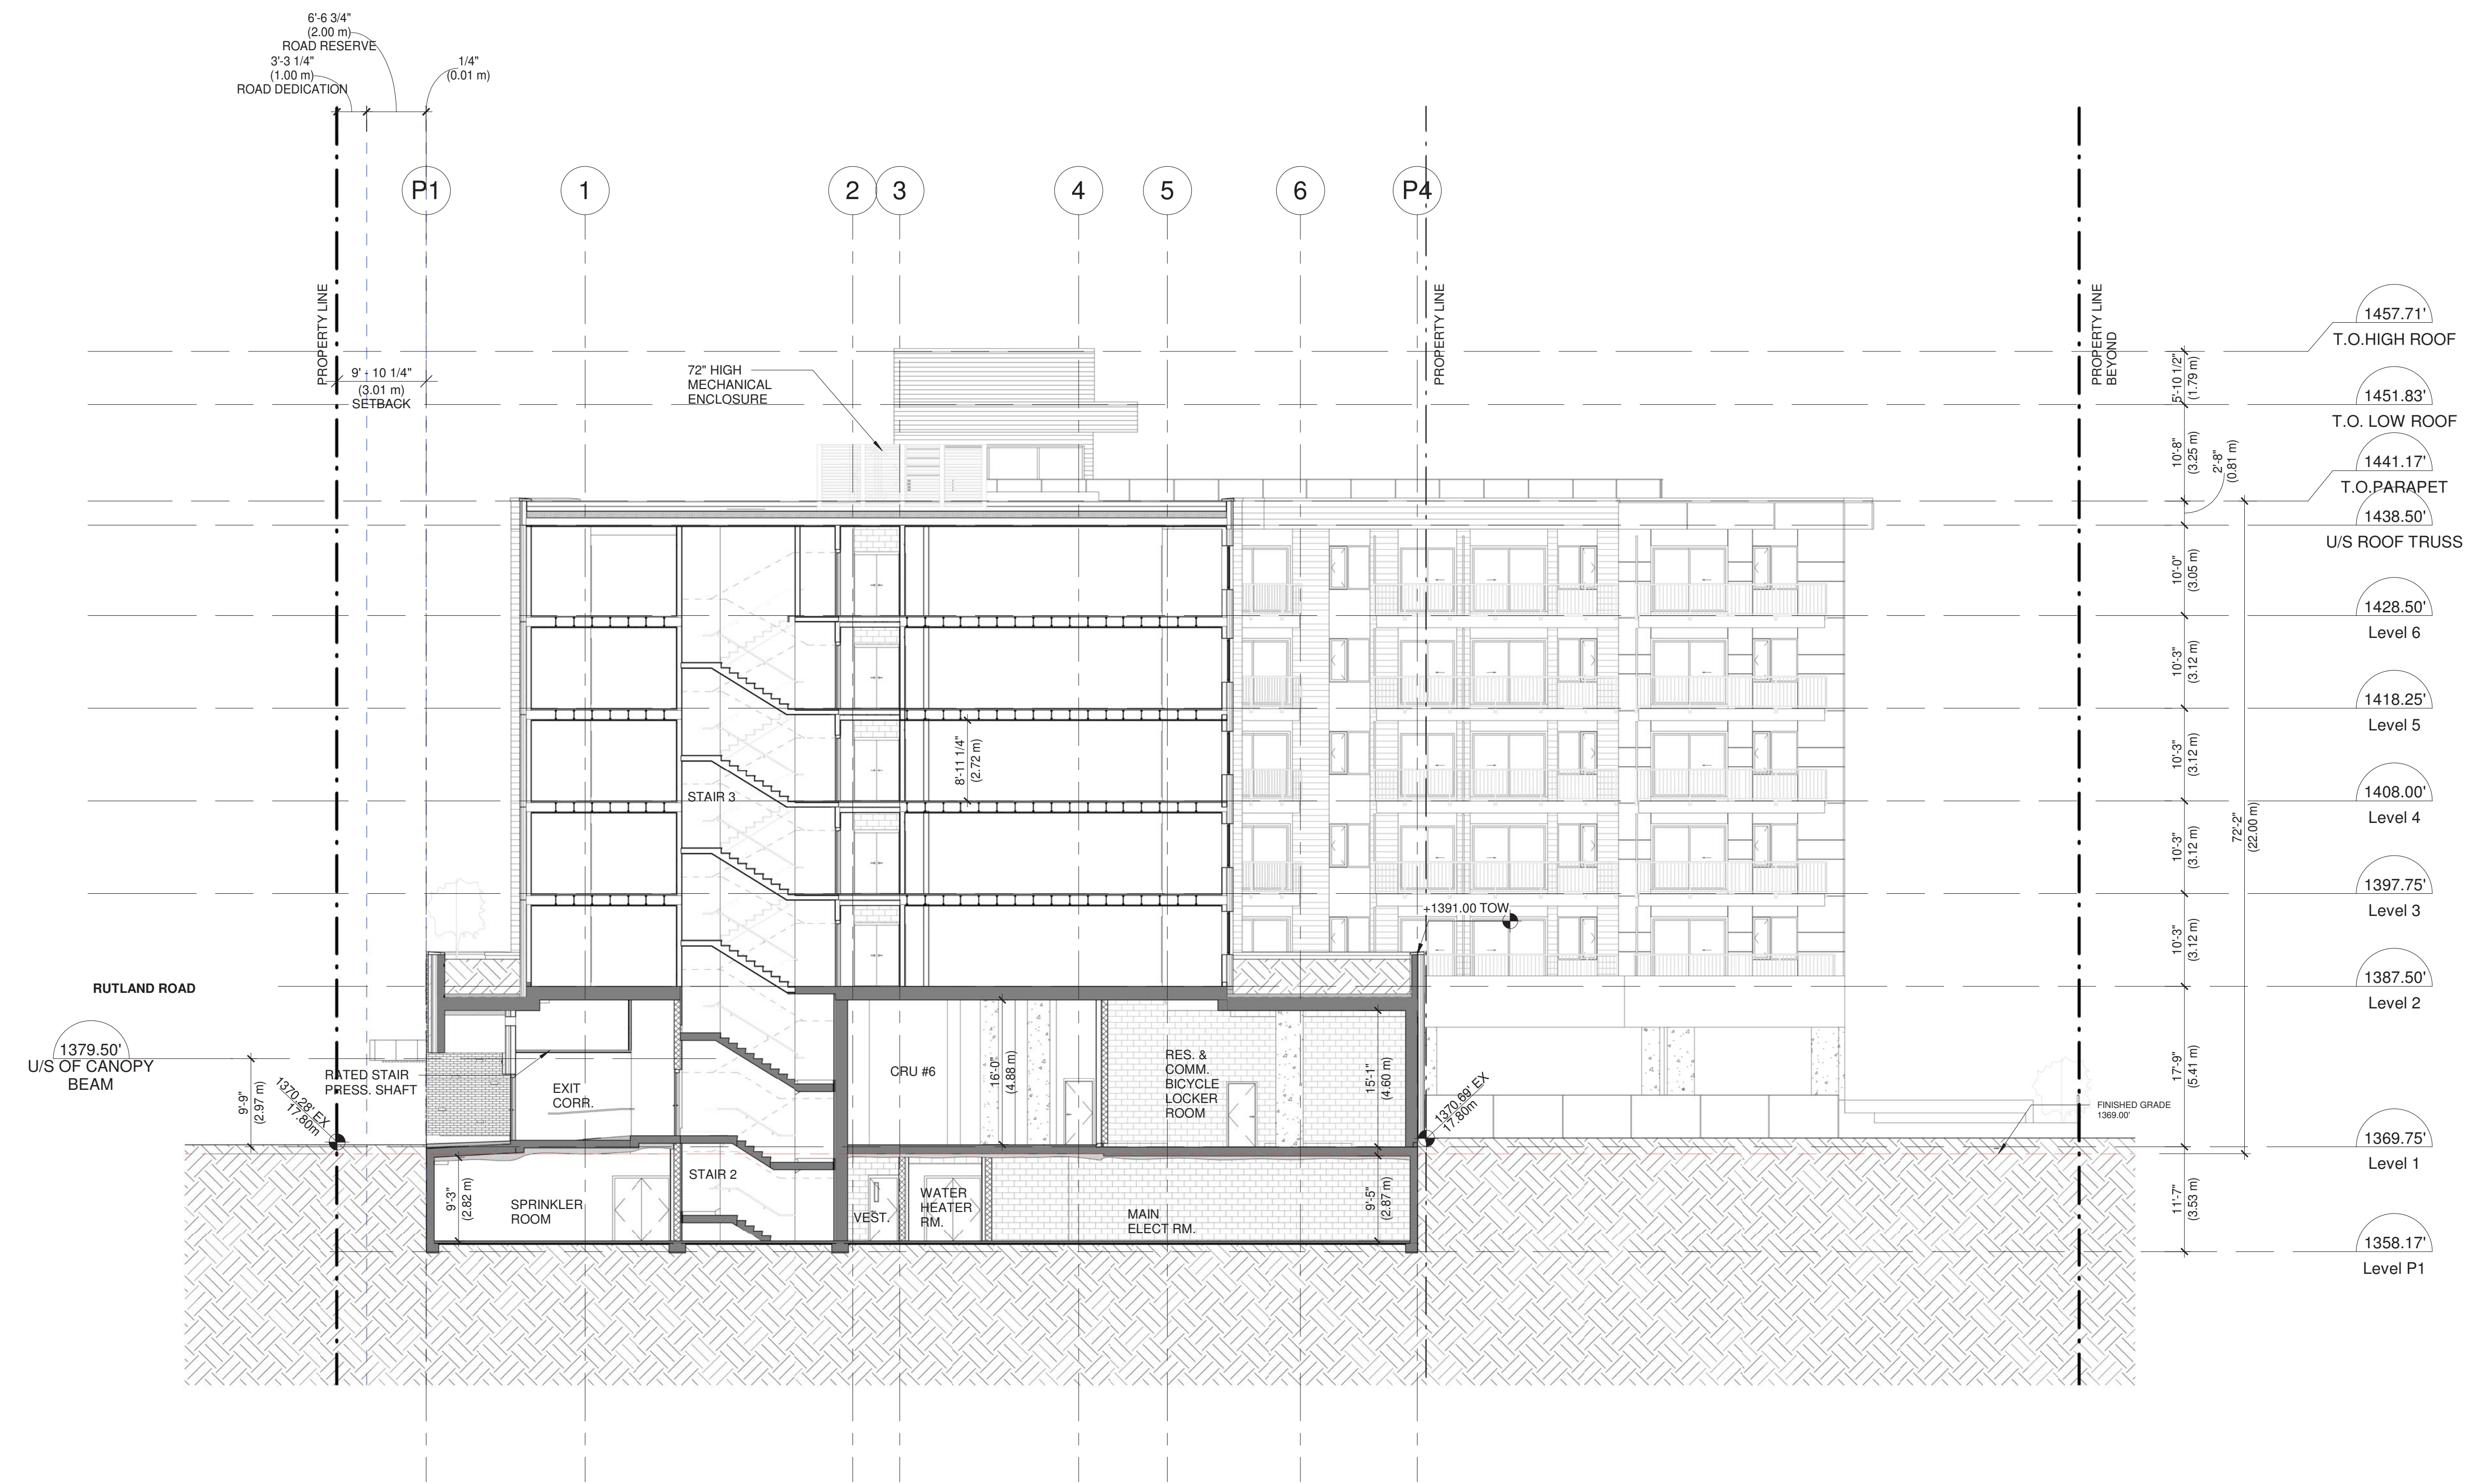 6'-6 3/4"
(2.00 m)
ROAD RESERVE
3'-3 1/4"
(1.00 m)
ROAD DEDICATION
1/4"
(0.01 m)
P1
1
2
3
4
5
6
P4
PROPERTY LINE
PROPERTY LINE
PROPERTY LINE
BEYOND
9' - 10 1/4"
(3.01 m)
SETBACK
72" HIGH
MECHANICAL
ENCLOSURE
1457.71'
T.O.HIGH ROOF
5'-10 1/2"
(1.79 m)
1451.83'
T.O. LOW ROOF
10'-8"
(3.25 m)
2'-8"
(0.81 m)
1441.17'
T.O.PARAPET
1438.50'
U/S ROOF TRUSS
10'-0"
(3.05 m)
1428.50'
Level 6
10'-3"
(3.12 m)
1418.25'
Level 5
10'-3"
(3.12 m)
8'-11 1/4"
(2.72 m)
STAIR 3
1408.00'
Level 4
72'-2"
(22.00 m)
10'-3"
(3.12 m)
1397.75'
Level 3
+1391.00 TOW
10'-3"
(3.12 m)
1387.50'
Level 2
RUTLAND ROAD
1379.50'
U/S OF CANOPY
BEAM
9'-9"
(2.97 m)
1370.28' EX
17.80m
RATED STAIR
PRESS. SHAFT
EXIT
CORR.
CRU #6
16'-0"
(4.88 m)
RES. &
COMM.
BICYCLE
LOCKER
ROOM
15'-1"
(4.60 m)
1370.69' EX
17.80m
17'-9"
(5.41 m)
FINISHED GRADE
1369.00'
1369.75'
Level 1
9'-3"
(2.82 m)
SPRINKLER
ROOM
STAIR 2
VEST.
WATER
HEATER
RM.
MAIN
ELECT RM.
9'-5"
(2.87 m)
11'-7"
(3.53 m)
1358.17'
Level P1